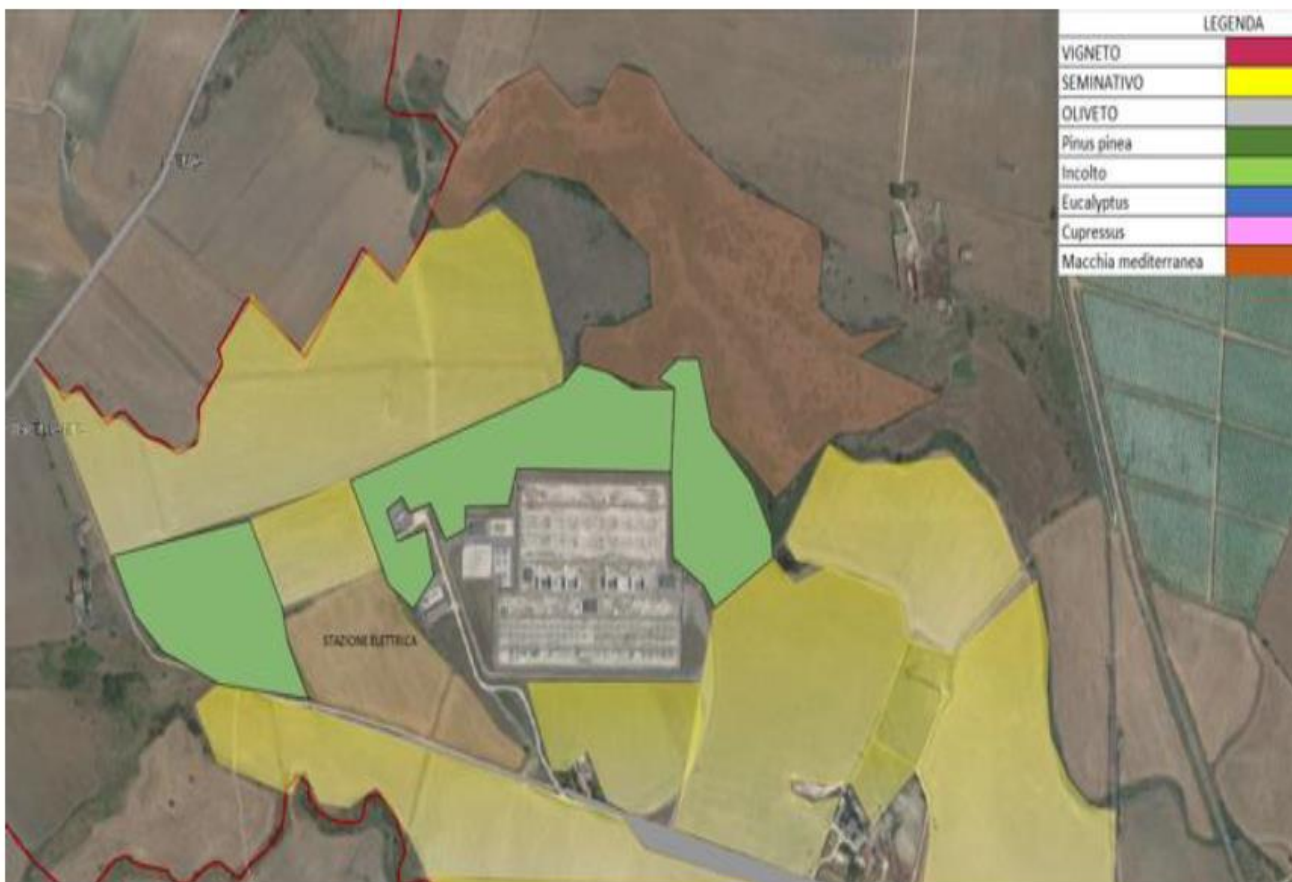 LEGENDA
VIGNETO
SEMINATIVO
OLIVETO
Pinus pinea
Incolto
Eucalyptus
Cupressus
Macchia mediterranea
STAZIONE ELETTRICA